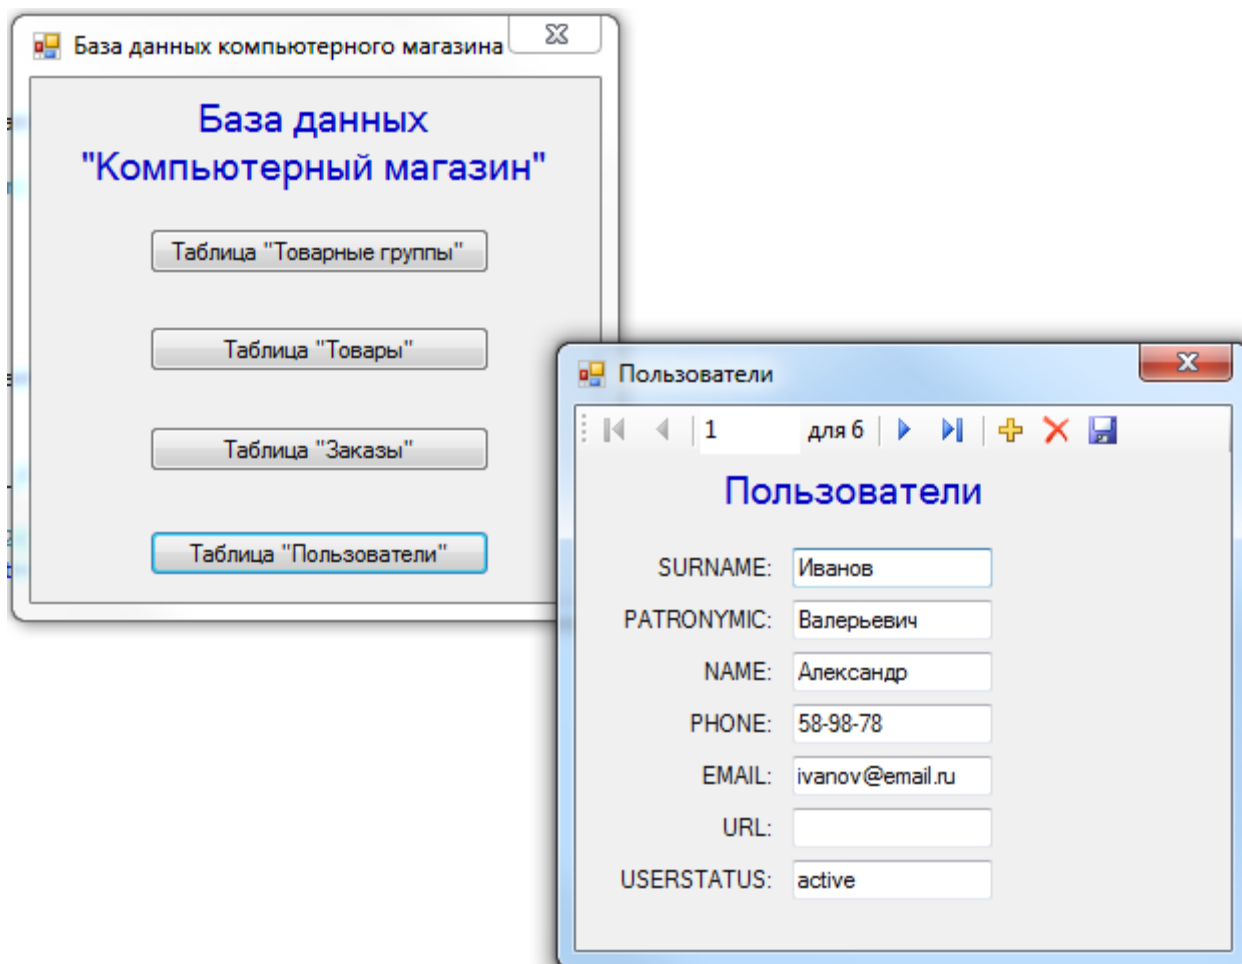 База данных компьютерного магазина
База данных
"Компьютерный магазин"
Таблица "Товарные группы"
Таблица "Товары"
Таблица "Заказы"
Таблица "Пользователи"
Пользователи
1 для 6
Пользователи
SURNAME: Иванов
PATRONYMIC: Валерьевич
NAME: Александр
PHONE: 58-98-78
EMAIL: ivanov@email.ru
URL:
USERSTATUS: active